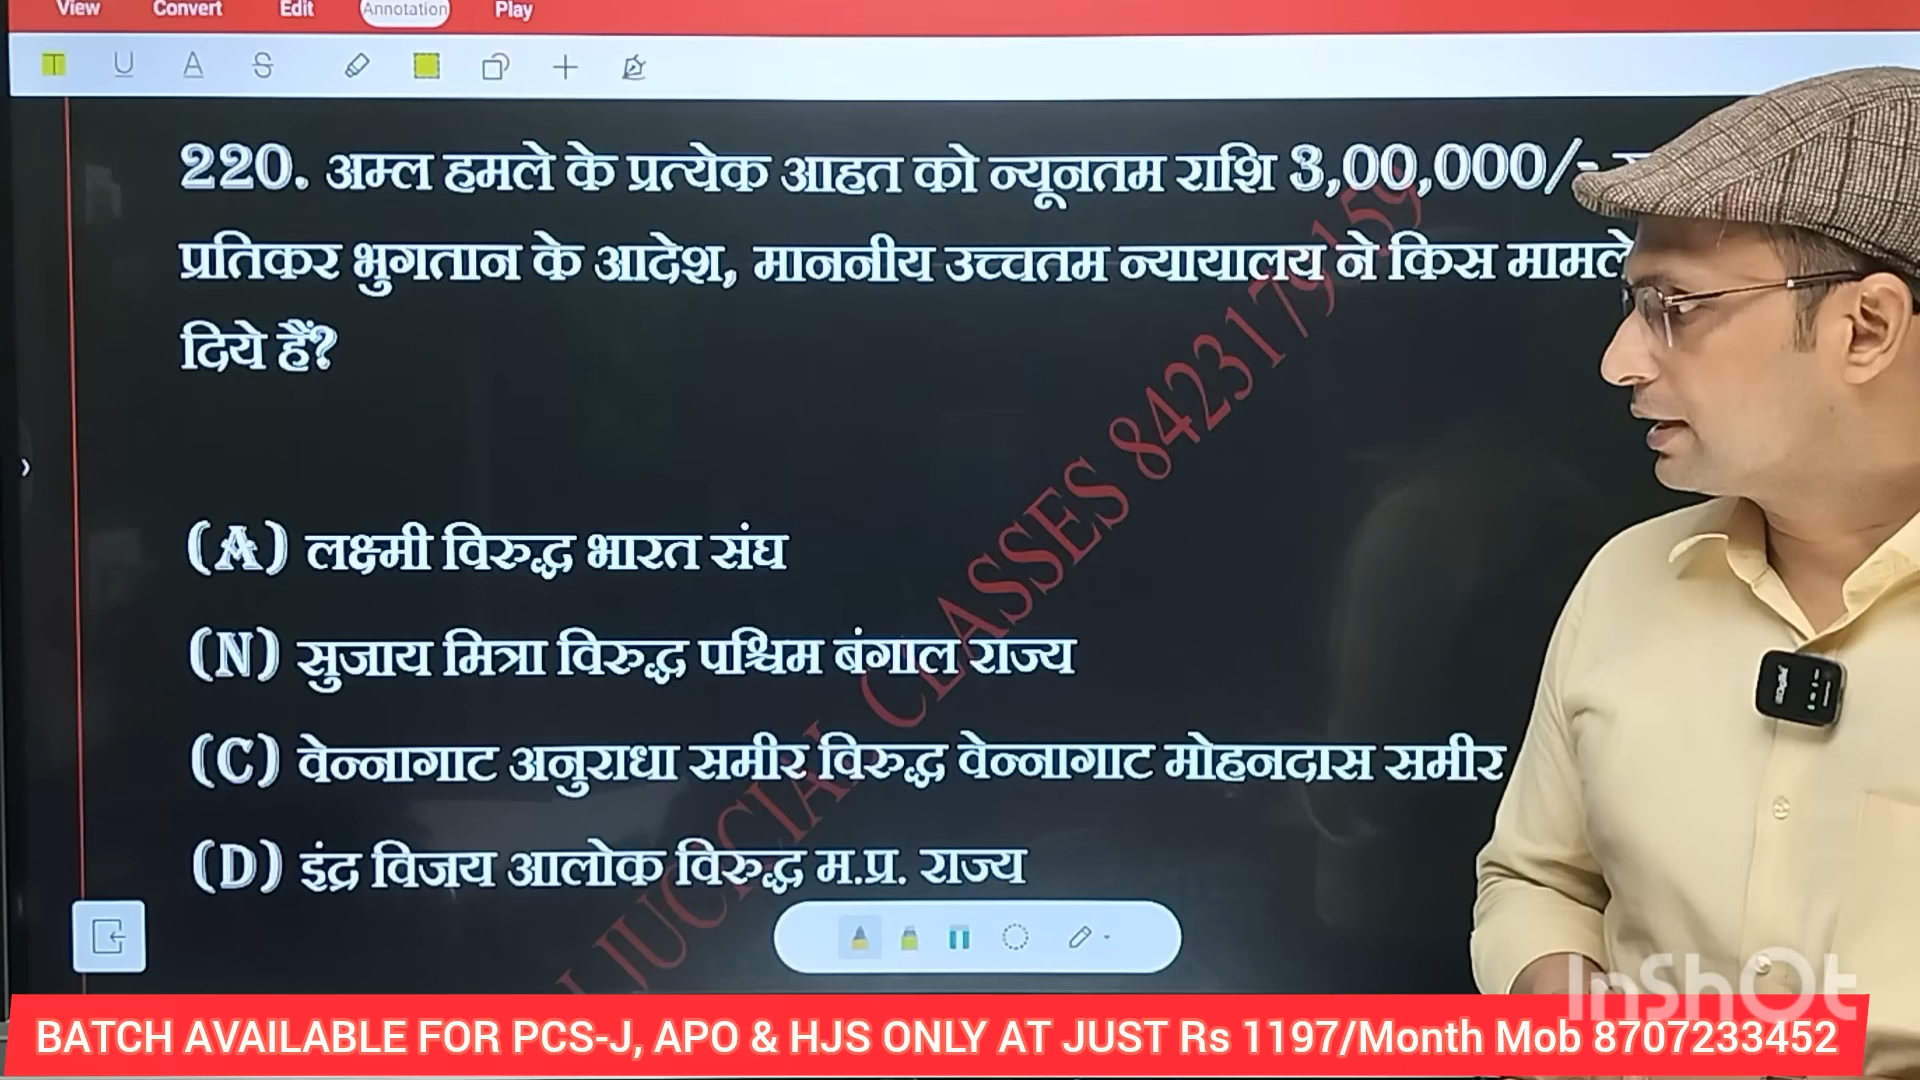 View Convert Edit Annotation Play
220. अम्ल हमले के प्रत्येक आहत को न्यूनतम राशि 3,00,000/-
प्रतिकर भुगतान के आदेश, माननीय उच्चतम न्यायालय ने किस मामले
दिये हैं?
(A) लक्ष्मी विरुद्ध भारत संघ
(N) सुजाय मित्रा विरुद्ध पश्चिम बंगाल राज्य
(C) वेन्नागाट अनुराधा समीर विरुद्ध वेन्नागाट मोहनदास समीर
(D) इंद्र विजय आलोक विरुद्ध म.प्र. राज्य
CLASSES 8423179159
InShOt
BATCH AVAILABLE FOR PCS-J, APO & HJS ONLY AT JUST Rs 1197/Month Mob 8707233452